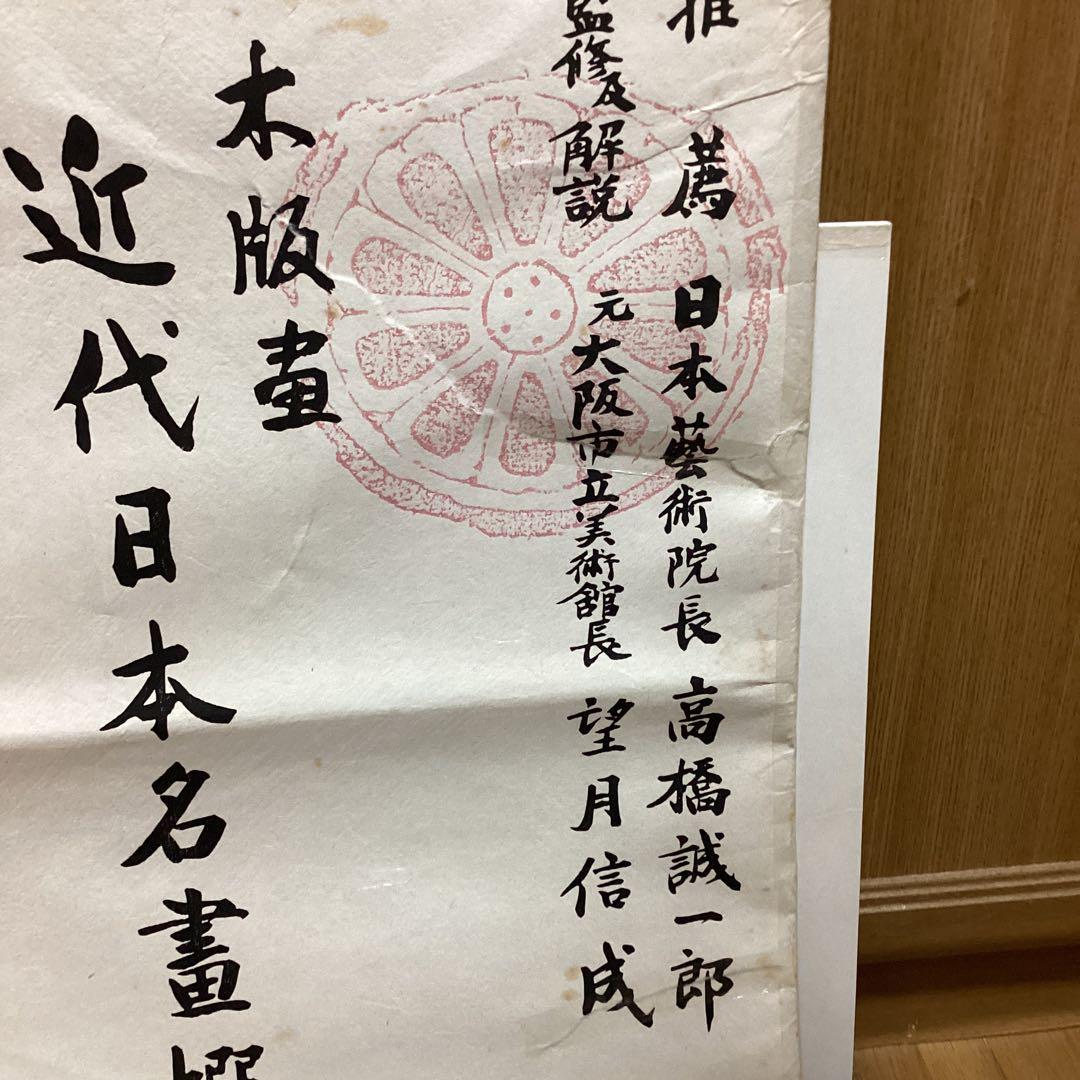 推薦 日本藝術院長 高橋誠一郎
監修及解説 元大阪市立美術館長 望月信成
木版画
近代日本名畫